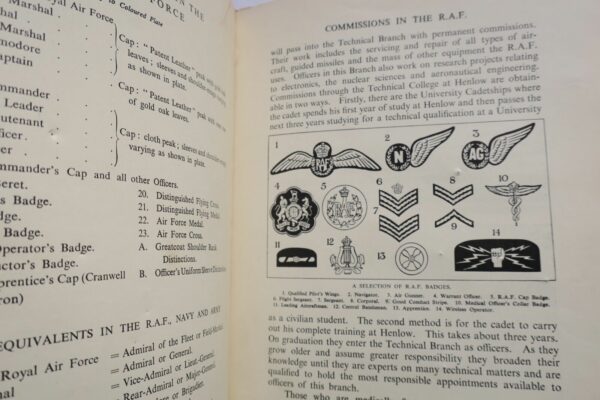 IN THE
FORCE
to Coloured Plate
Royal Air Force
Marshal
Marshal
Cap: "Patent Leather" peak
leaves; sleeves and shoulder
as shown in plate.
Leader
Cap: "Patent Leather" peak
of gold oak leaves.
Cap: cloth peak; sleeves and shoulder
varying as shown in plate.
Commander's Cap and all other Officers.
Beret.
Badge.
Badge.
Badge.
Operator's Badge.
Badge.
Apprentice's Cap (Cranwell
20. Distinguished Flying Cross.
21. Distinguished Flying Medal.
22. Air Force Medal.
23. Air Force Cross.
A. Greatcoat Shoulder Rank
Distinctions.
B. Officer's Uniform Sleeve Distinction
EQUIVALENTS IN THE R.A.F., NAVY AND ARMY
Royal Air Force
= Admiral of the Fleet or Field-Marshal
= Admiral or General.
= Vice-Admiral or Lieut.-General.
= Rear-Admiral or Major-General.
or Brigadier.
COMMISSIONS IN THE R.A.F.
will pass into the Technical Branch with permanent commissions.
Their work includes the servicing and repair of all types of air-
craft, guided missiles and the mass of other equipment the R.A.F.
uses. Officers in this Branch also work on research projects relating
to electronics, the nuclear sciences and aeronautical engineering.
Commissions through the Technical College at Henlow are obtain-
able in two ways. Firstly, there are the University Cadetships where
the cadet spends his first year of study at Henlow and then passes the
next three years studying for a technical qualification at a University
1 2 3
RAF N AG
4 5 6 7 8 9 10
11 12 13 14
A SELECTION OF R.A.F. BADGES.
1. Qualified Pilot's Wings. 2. Navigator. 3. Air Gunner. 4. Warrant Officer. 5. R.A.F. Cap Badge.
6. Flight Sergeant. 7. Sergeant. 8. Corporal. 9. Good Conduct Stripe. 10. Medical Officer's Collar Badge.
11. Leading Aircraftman. 12. Central Bandsman. 13. Apprentice. 14. Wireless Operator.
as a civilian student. The second method is for the cadet to carry
out his complete training at Henlow. This takes about three years.
On graduation they enter the Technical Branch as officers. As they
grow older and assume greater responsibility they broaden their
knowledge until they are experts on many technical matters and are
qualified to hold the most responsible appointments available to
officers of this branch.
Those who are medically